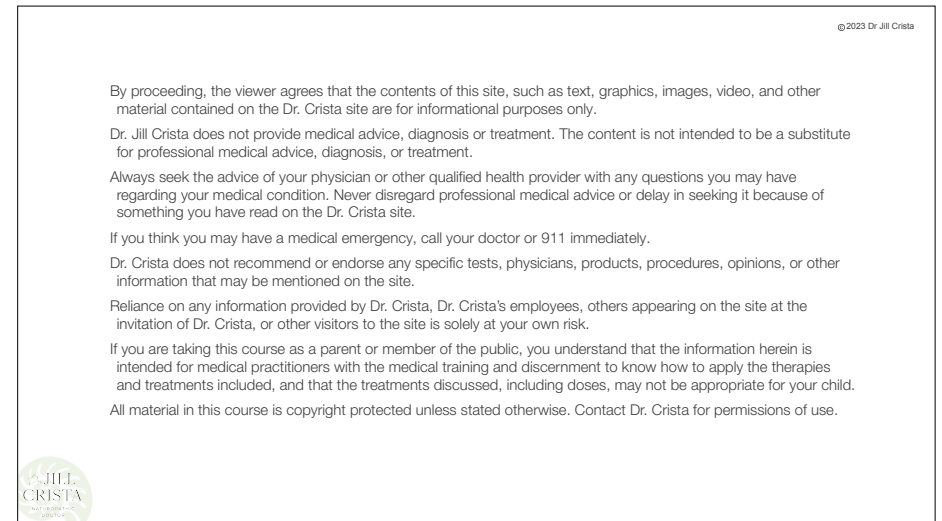 ©2023 Dr Jill Crista
By proceeding, the viewer agrees that the contents of this site, such as text, graphics, images, video, and other
material contained on the Dr. Crista site are for informational purposes only.
Dr. Jill Crista does not provide medical advice, diagnosis or treatment. The content is not intended to be a substitute
for professional medical advice, diagnosis, or treatment.
Always seek the advice of your physician or other qualified health provider with any questions you may have
regarding your medical condition. Never disregard professional medical advice or delay in seeking it because of
something you have read on the Dr. Crista site.
If you think you may have a medical emergency, call your doctor or 911 immediately.
Dr. Crista does not recommend or endorse any specific tests, physicians, products, procedures, opinions, or other
information that may be mentioned on the site.
Reliance on any information provided by Dr. Crista, Dr. Crista’s employees, others appearing on the site at the
invitation of Dr. Crista, or other visitors to the site is solely at your own risk.
If you are taking this course as a parent or member of the public, you understand that the information herein is
intended for medical practitioners with the medical training and discernment to know how to apply the therapies
and treatments included, and that the treatments discussed, including doses, may not be appropriate for your child.
All material in this course is copyright protected unless stated otherwise. Contact Dr. Crista for permissions of use.
JILL
CRISTA
NATUROPATHIC
DOCTOR